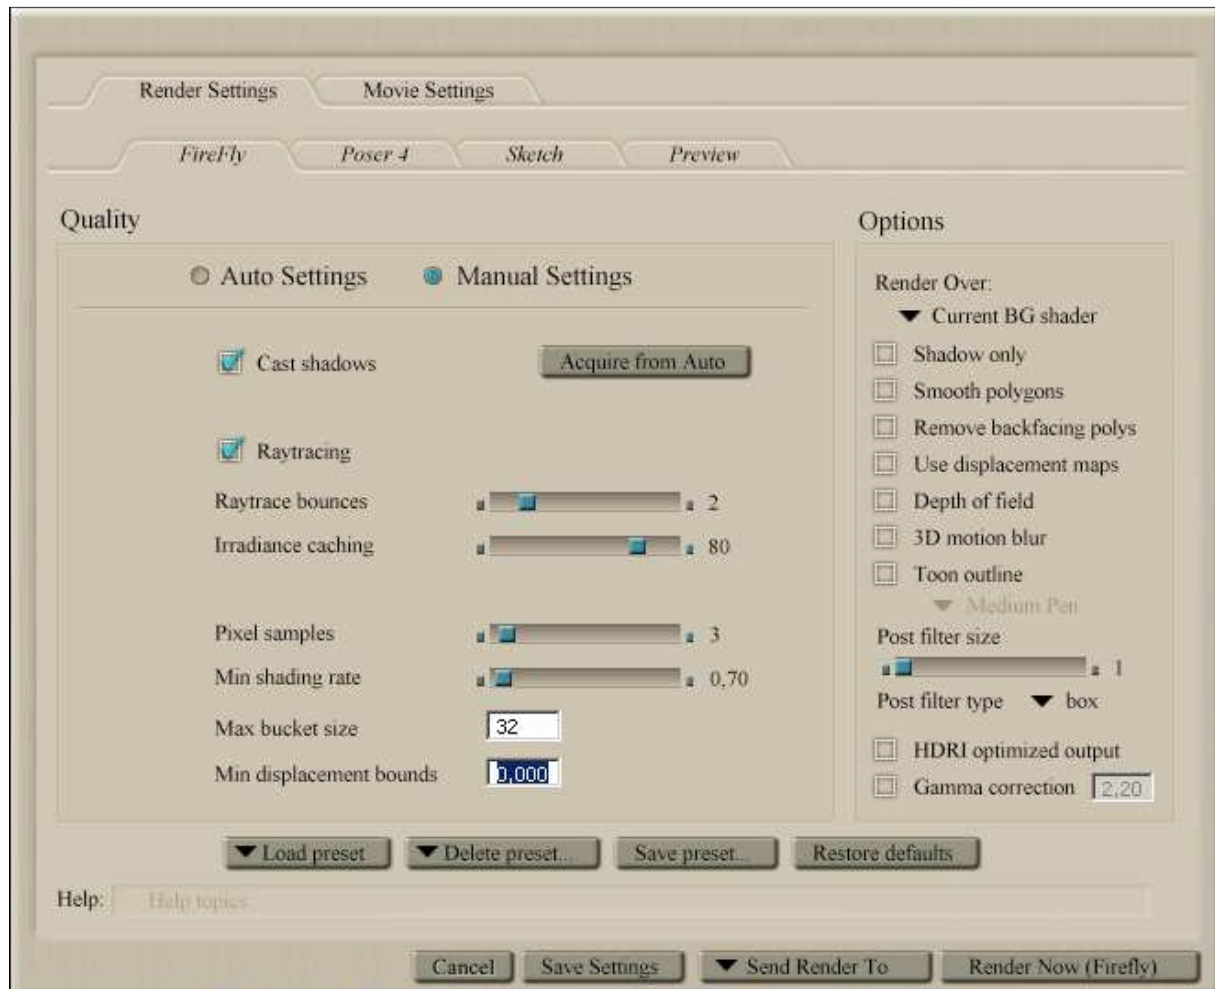 Render Settings Movie Settings
FireFly Poser 4 Sketch Preview
Quality
Auto Settings Manual Settings
Cast shadows Acquire from Auto
Raytracing
Raytrace bounces 2
Irradiance caching 80
Pixel samples 3
Min shading rate 0,70
Max bucket size 32
Min displacement bounds 0,000
Options
Render Over:
Current BG shader
Shadow only
Smooth polygons
Remove backfacing polys
Use displacement maps
Depth of field
3D motion blur
Toon outline
Medium Pen
Post filter size
1
Post filter type box
HDRI optimized output
Gamma correction 2,20
Load preset Delete preset... Save preset... Restore defaults
Help: Help topics
Cancel Save Settings Send Render To Render Now (Firefly)